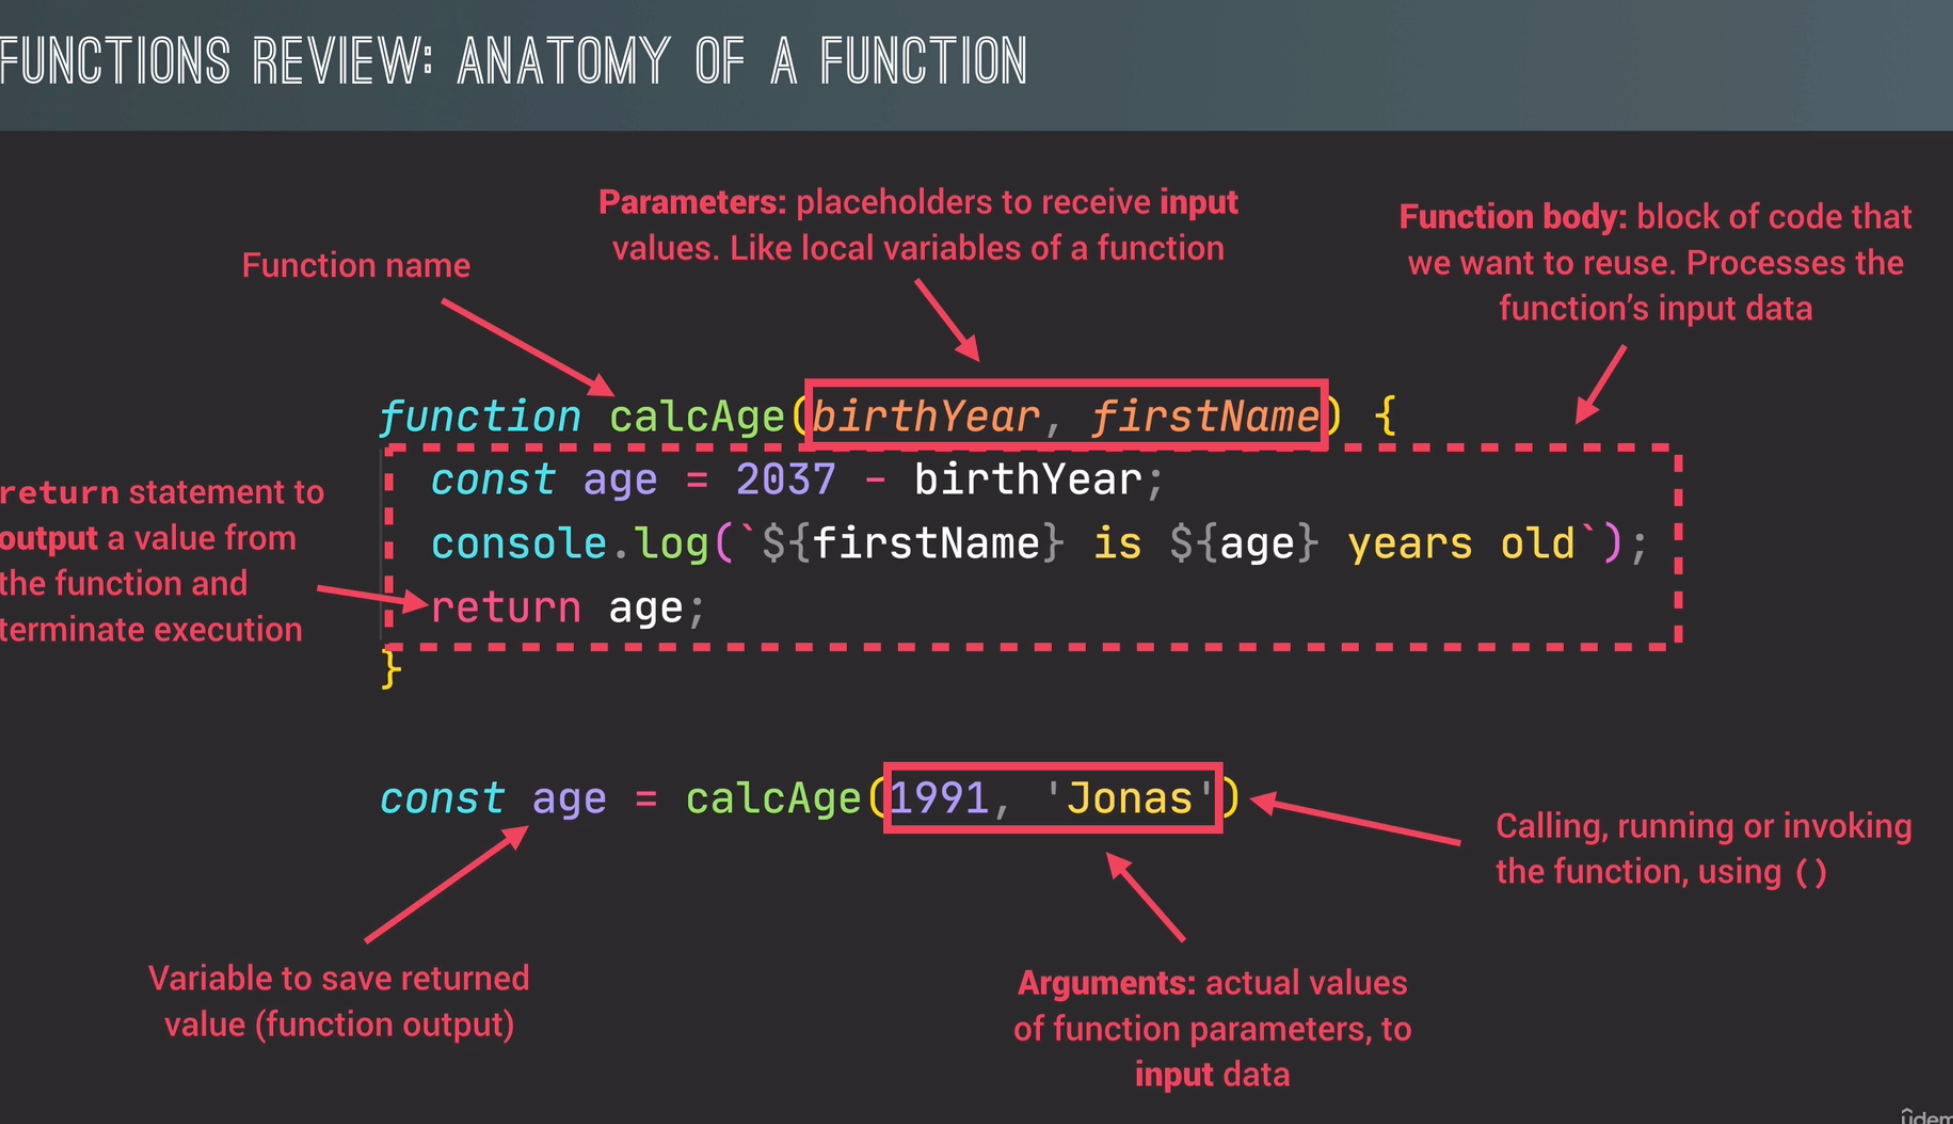 FUNCTIONS REVIEW: ANATOMY OF A FUNCTION
Parameters: placeholders to receive input
values. Like local variables of a function
Function body: block of code that
we want to reuse. Processes the
function's input data
Function name
function calcAge(birthYear, firstName) {
const age = 2037 - birthYear;
console.log(`${firstName} is ${age} years old`);
return age;
}
return statement to
output a value from
the function and
terminate execution
const age = calcAge(1991, 'Jonas')
Calling, running or invoking
the function, using ()
Variable to save returned
value (function output)
Arguments: actual values
of function parameters, to
input data